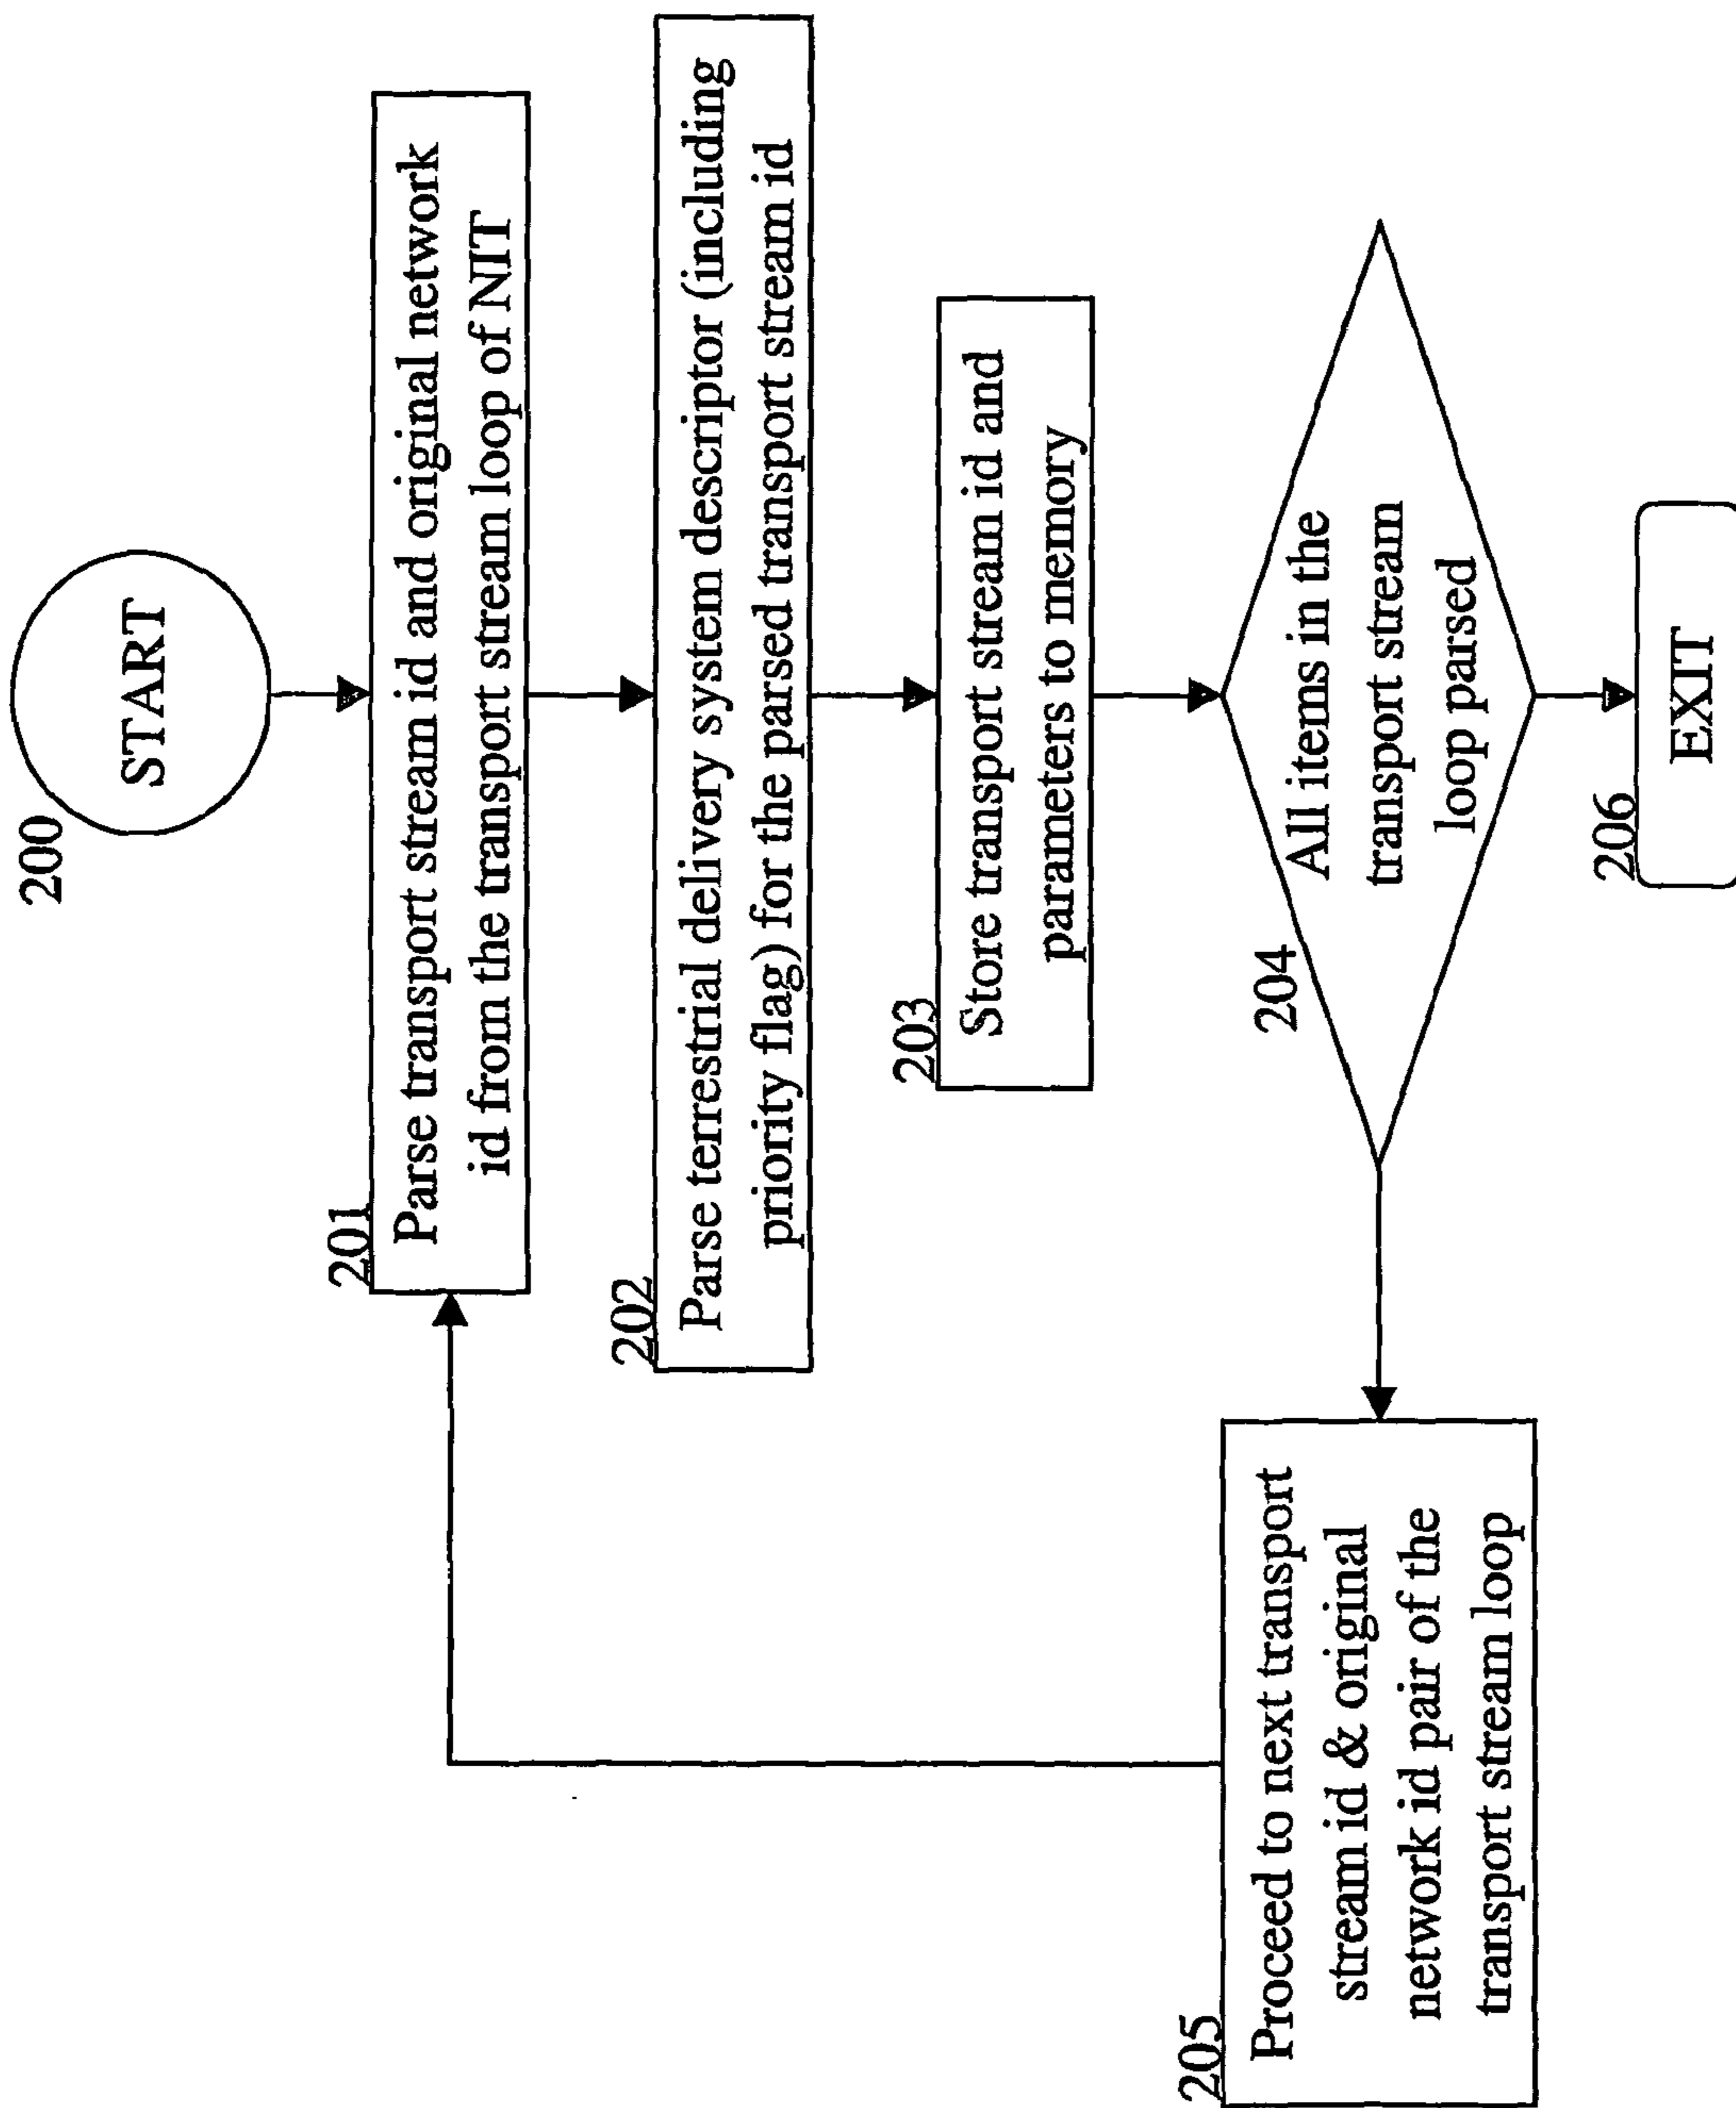 200
START
201
Parse transport stream id and original network
id from the transport stream loop of NIT
202
Parse terrestrial delivery system descriptor (including
priority flag) for the parsed transport stream id
203
Store transport stream id and
parameters to memory
204
All items in the
transport stream
loop parsed
205
Proceed to next transport
stream id & original
network id pair of the
transport stream loop
206
EXIT